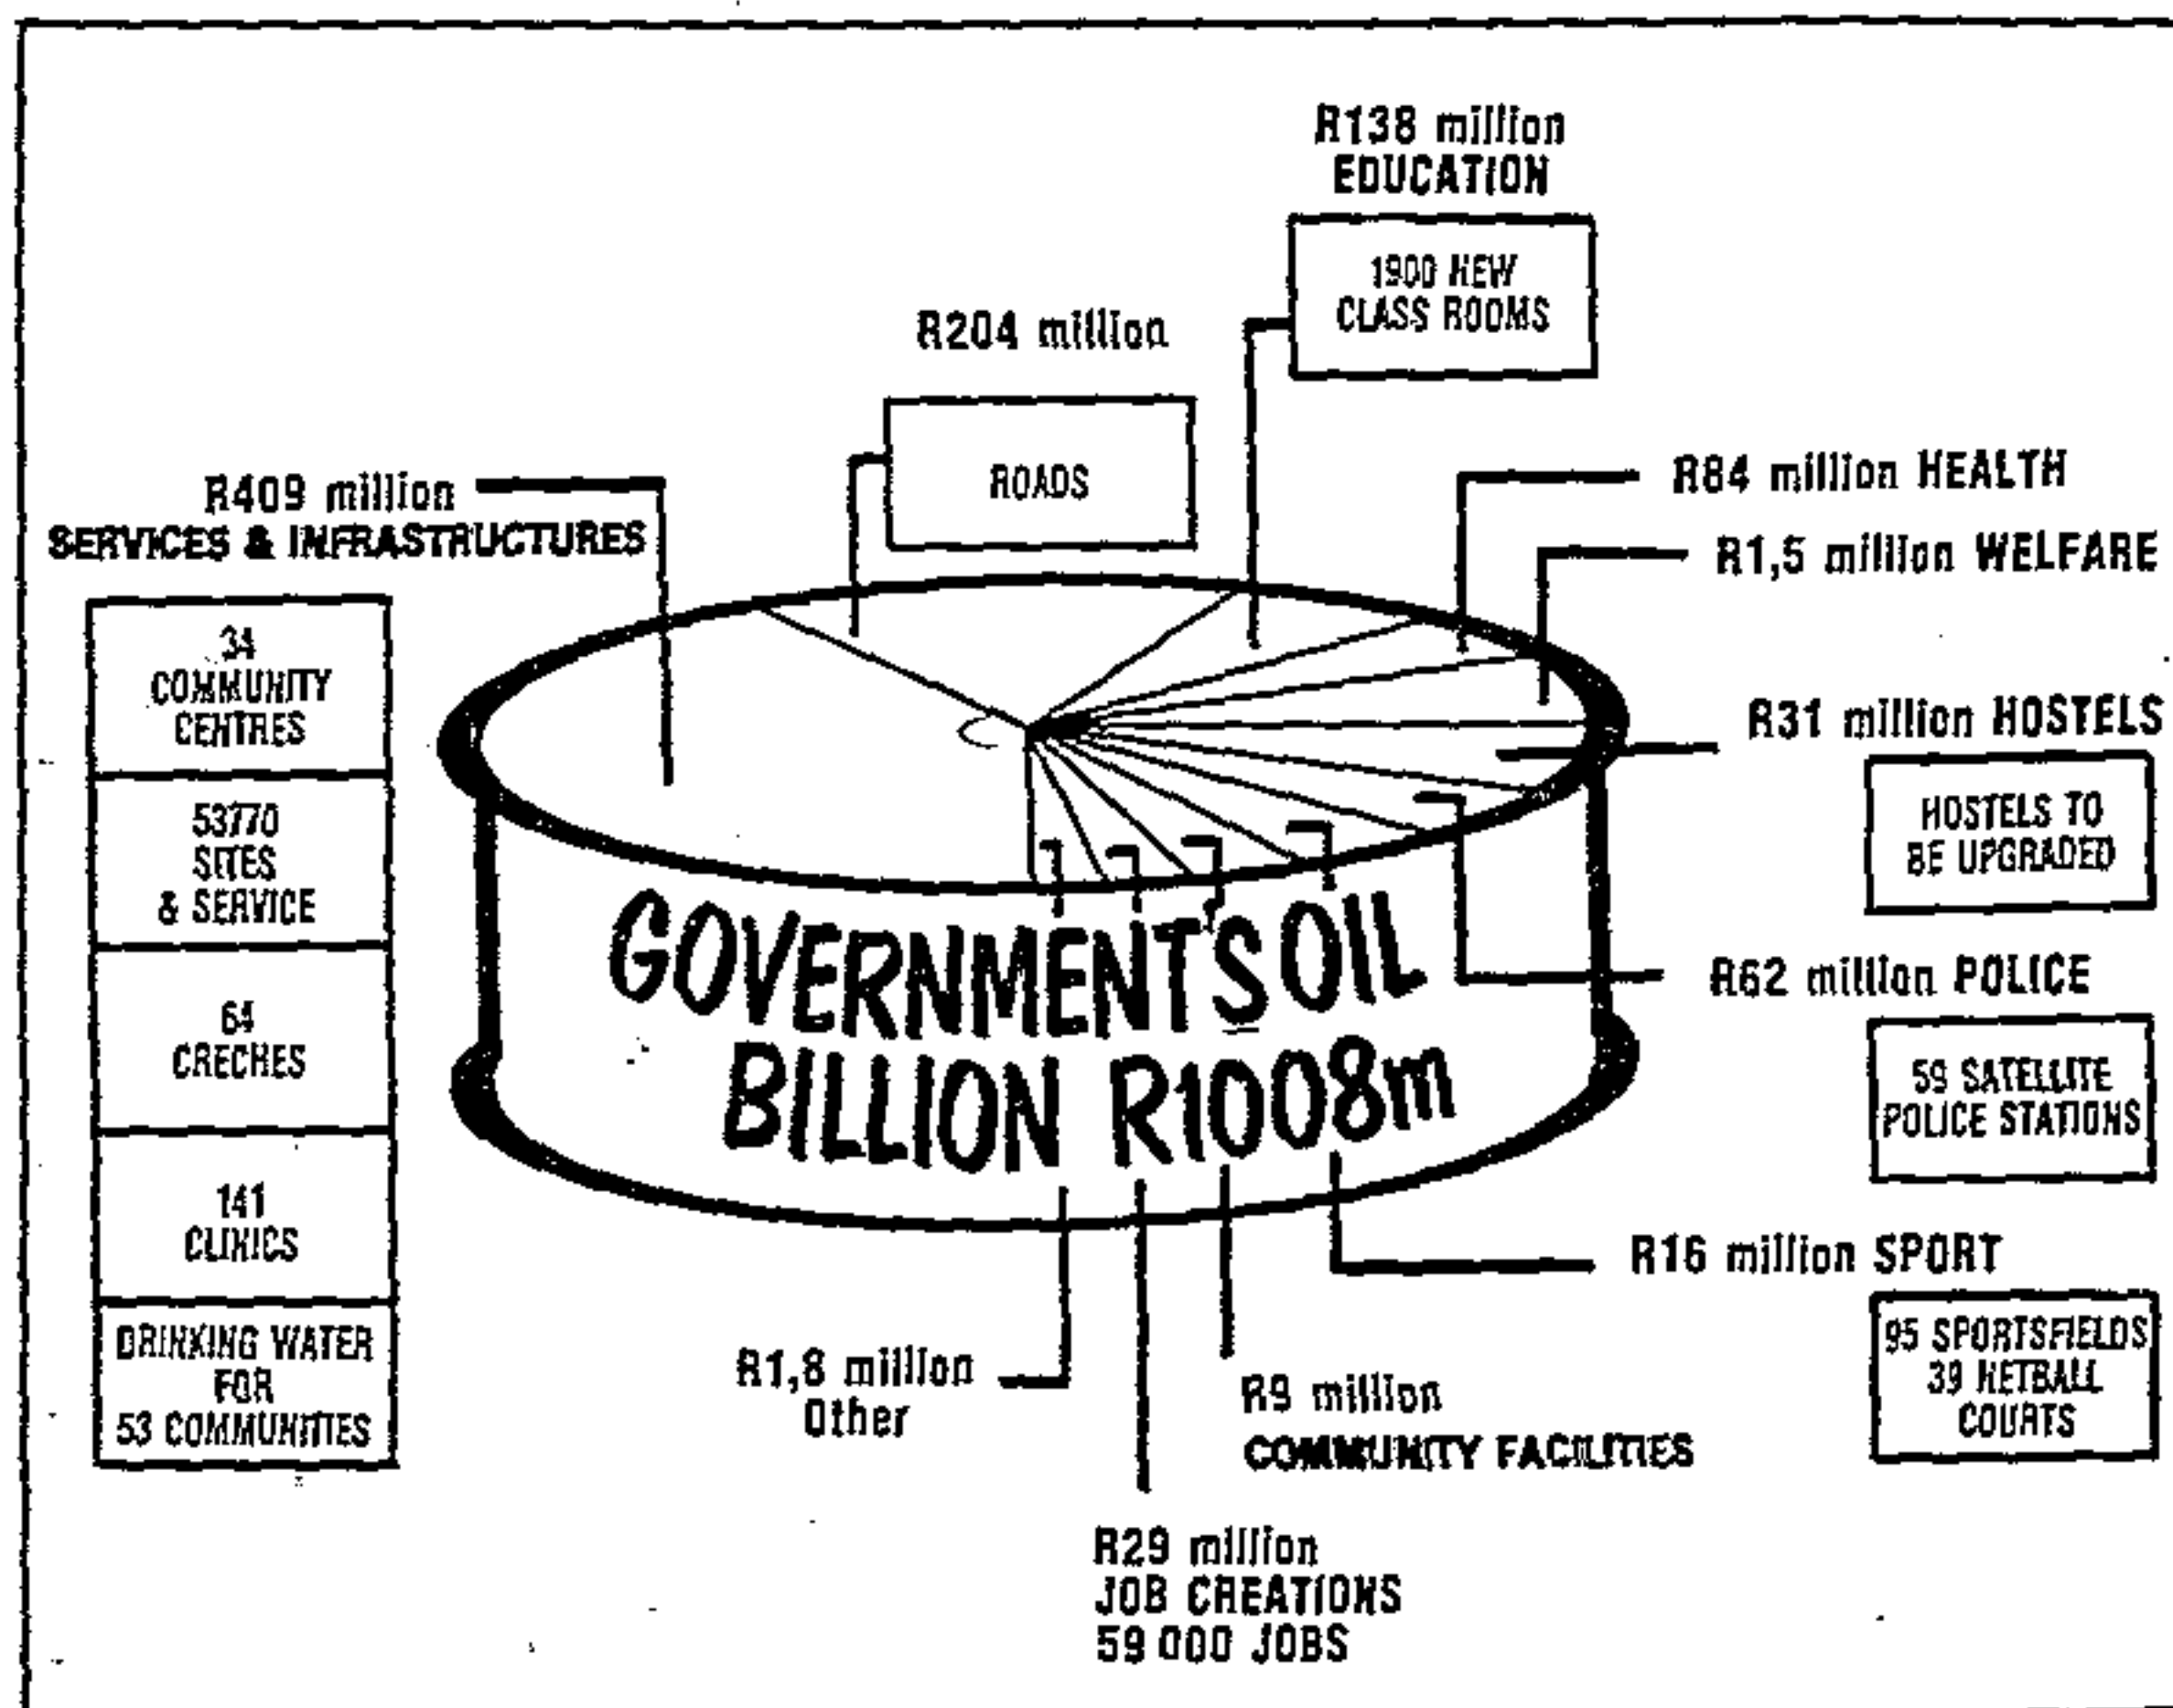 R138 million
EDUCATION
1900 NEW
CLASS ROOMS
R204 million
ROADS
R409 million
SERVICES & INFRASTRUCTURES
34
COMMUNITY
CENTRES
53770
SITES
& SERVICE
64
CRECHES
141
CLINICS
DRINKING WATER
FOR
53 COMMUNITIES
R84 million HEALTH
R1,5 million WELFARE
R31 million HOSTELS
HOSTELS TO
BE UPGRADED
R62 million POLICE
59 SATELLITE
POLICE STATIONS
R16 million SPORT
95 SPORTSFIELDS
39 NETBALL
COURTS
GOVERNMENTS OIL
BILLION R1008m
R1,8 million
Other
R9 million
COMMUNITY FACILITIES
R29 million
JOB CREATIONS
59 000 JOBS